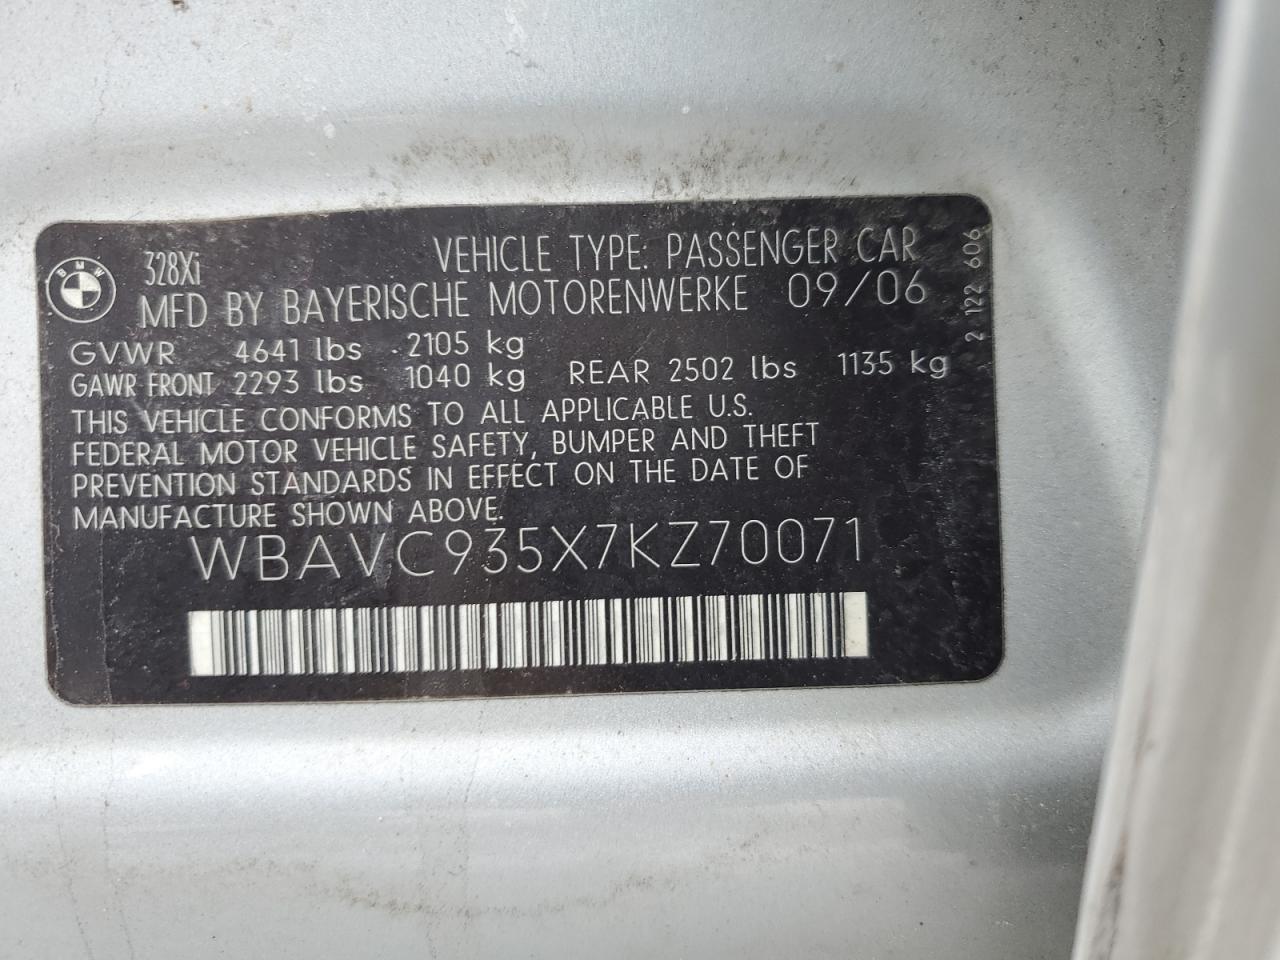 BMW
328Xi
VEHICLE TYPE: PASSENGER CAR
MFD BY BAYERISCHE MOTORENWERKE 09/06
GVWR 4641 lbs 2105 kg
GAWR FRONT 2293 lbs 1040 kg REAR 2502 lbs 1135 kg
THIS VEHICLE CONFORMS TO ALL APPLICABLE U.S.
FEDERAL MOTOR VEHICLE SAFETY, BUMPER AND THEFT
PREVENTION STANDARDS IN EFFECT ON THE DATE OF
MANUFACTURE SHOWN ABOVE.
WBAVC935X7KZ70071
2 122 606